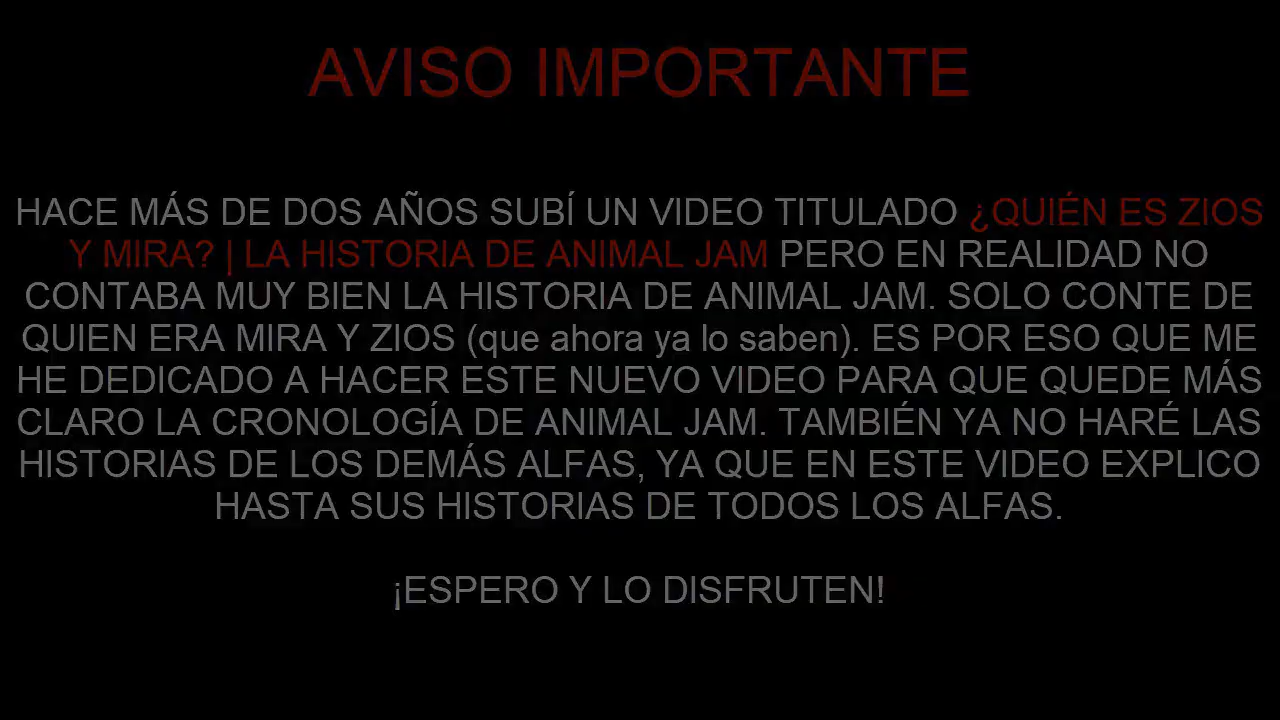 AVISO IMPORTANTE
HACE MÁS DE DOS AÑOS SUBÍ UN VIDEO TITULADO ¿QUIÉN ES ZIOS
Y MIRA? | LA HISTORIA DE ANIMAL JAM PERO EN REALIDAD NO
CONTABA MUY BIEN LA HISTORIA DE ANIMAL JAM. SOLO CONTE DE
QUIEN ERA MIRA Y ZIOS (que ahora ya lo saben). ES POR ESO QUE ME
HE DEDICADO A HACER ESTE NUEVO VIDEO PARA QUE QUEDE MÁS
CLARO LA CRONOLOGÍA DE ANIMAL JAM. TAMBIÉN YA NO HARÉ LAS
HISTORIAS DE LOS DEMÁS ALFAS, YA QUE EN ESTE VIDEO EXPLICO
HASTA SUS HISTORIAS DE TODOS LOS ALFAS.
¡ESPERO Y LO DISFRUTEN!